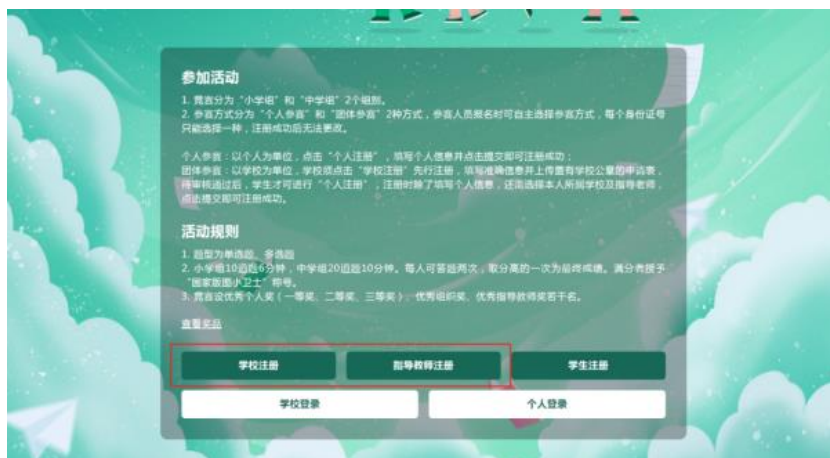 参加活动
1. 竞赛分为“小学组”和“中学组”2个组别。
2. 参赛方式分为“个人参赛”和“团体参赛”2种方式，参赛人员报名时可自主选择参赛方式，每个身份证号
只能选择一种，注册成功后无法更改。
个人参赛：以个人为单位，点击“个人注册”，填写个人信息并点击提交即可注册成功；
团体参赛：以学校为单位，学校须点击“学校注册”先行注册，填写准确信息并上传盖有学校公章的申请表，
待审核通过后，学生才可进行“个人注册”，注册时除了填写个人信息，还需选择本人所属学校及指导老师，
点击提交即可注册成功。
活动规则
1. 题型为单选题、多选题
2. 小学组10道题6分钟，中学组20道题10分钟。每人可答题两次，取分高的一次为最终成绩。满分者授予
“国家版图小卫士”称号。
3. 竞赛设优秀个人奖（一等奖、二等奖、三等奖）、优秀组织奖、优秀指导教师奖若干名。
查看奖品
学校注册 指导教师注册 学生注册
学校登录 个人登录